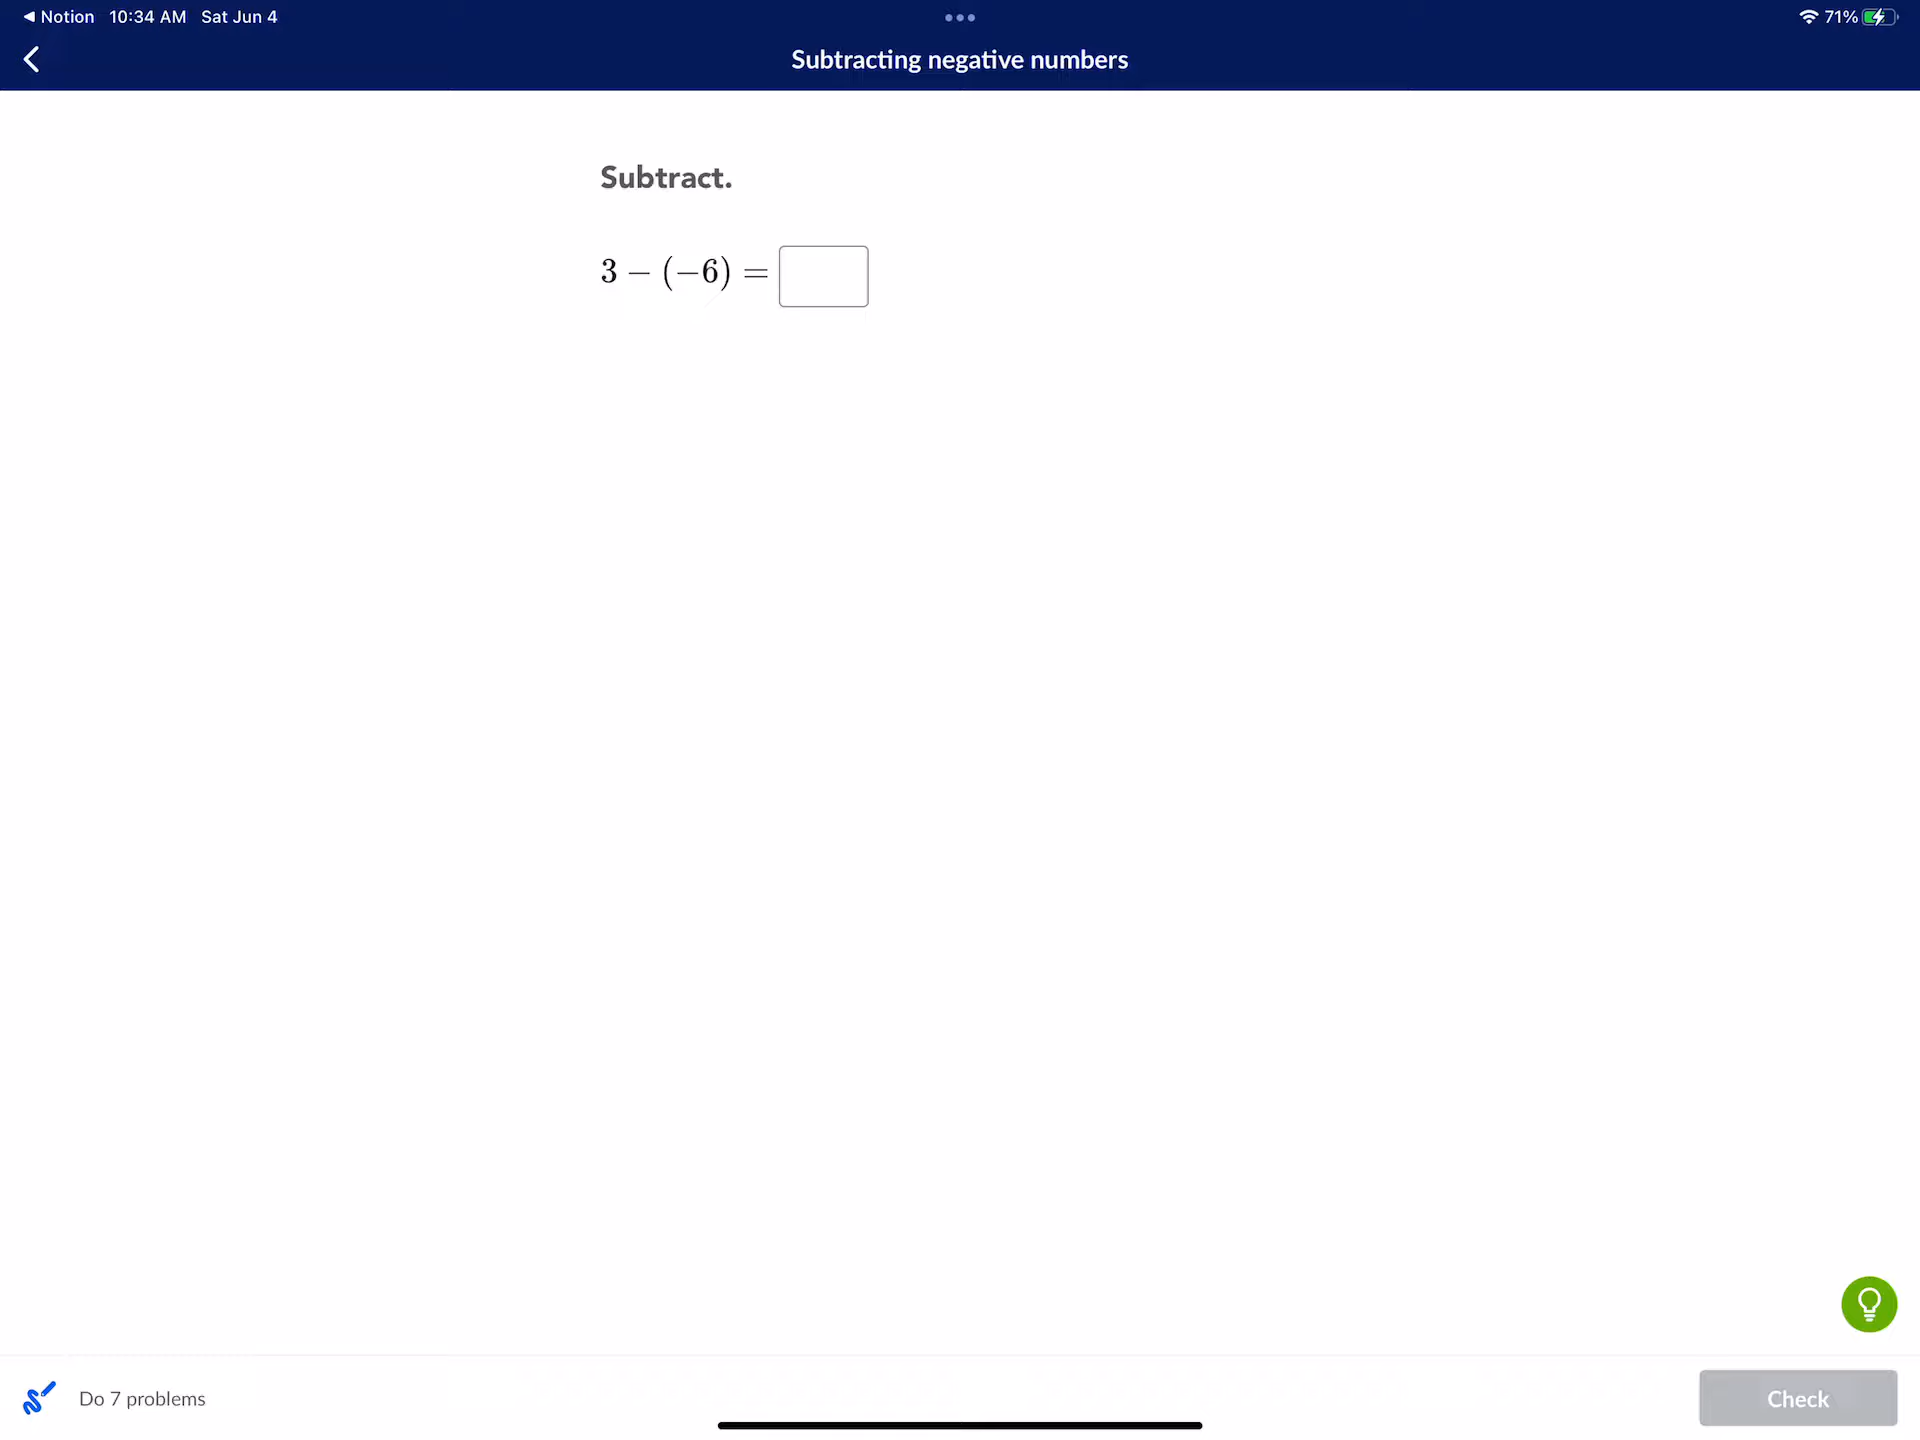 ◀ Notion 10:34 AM Sat Jun 4
71%
Subtracting negative numbers
Subtract.
3 − (−6) =
Do 7 problems
Check